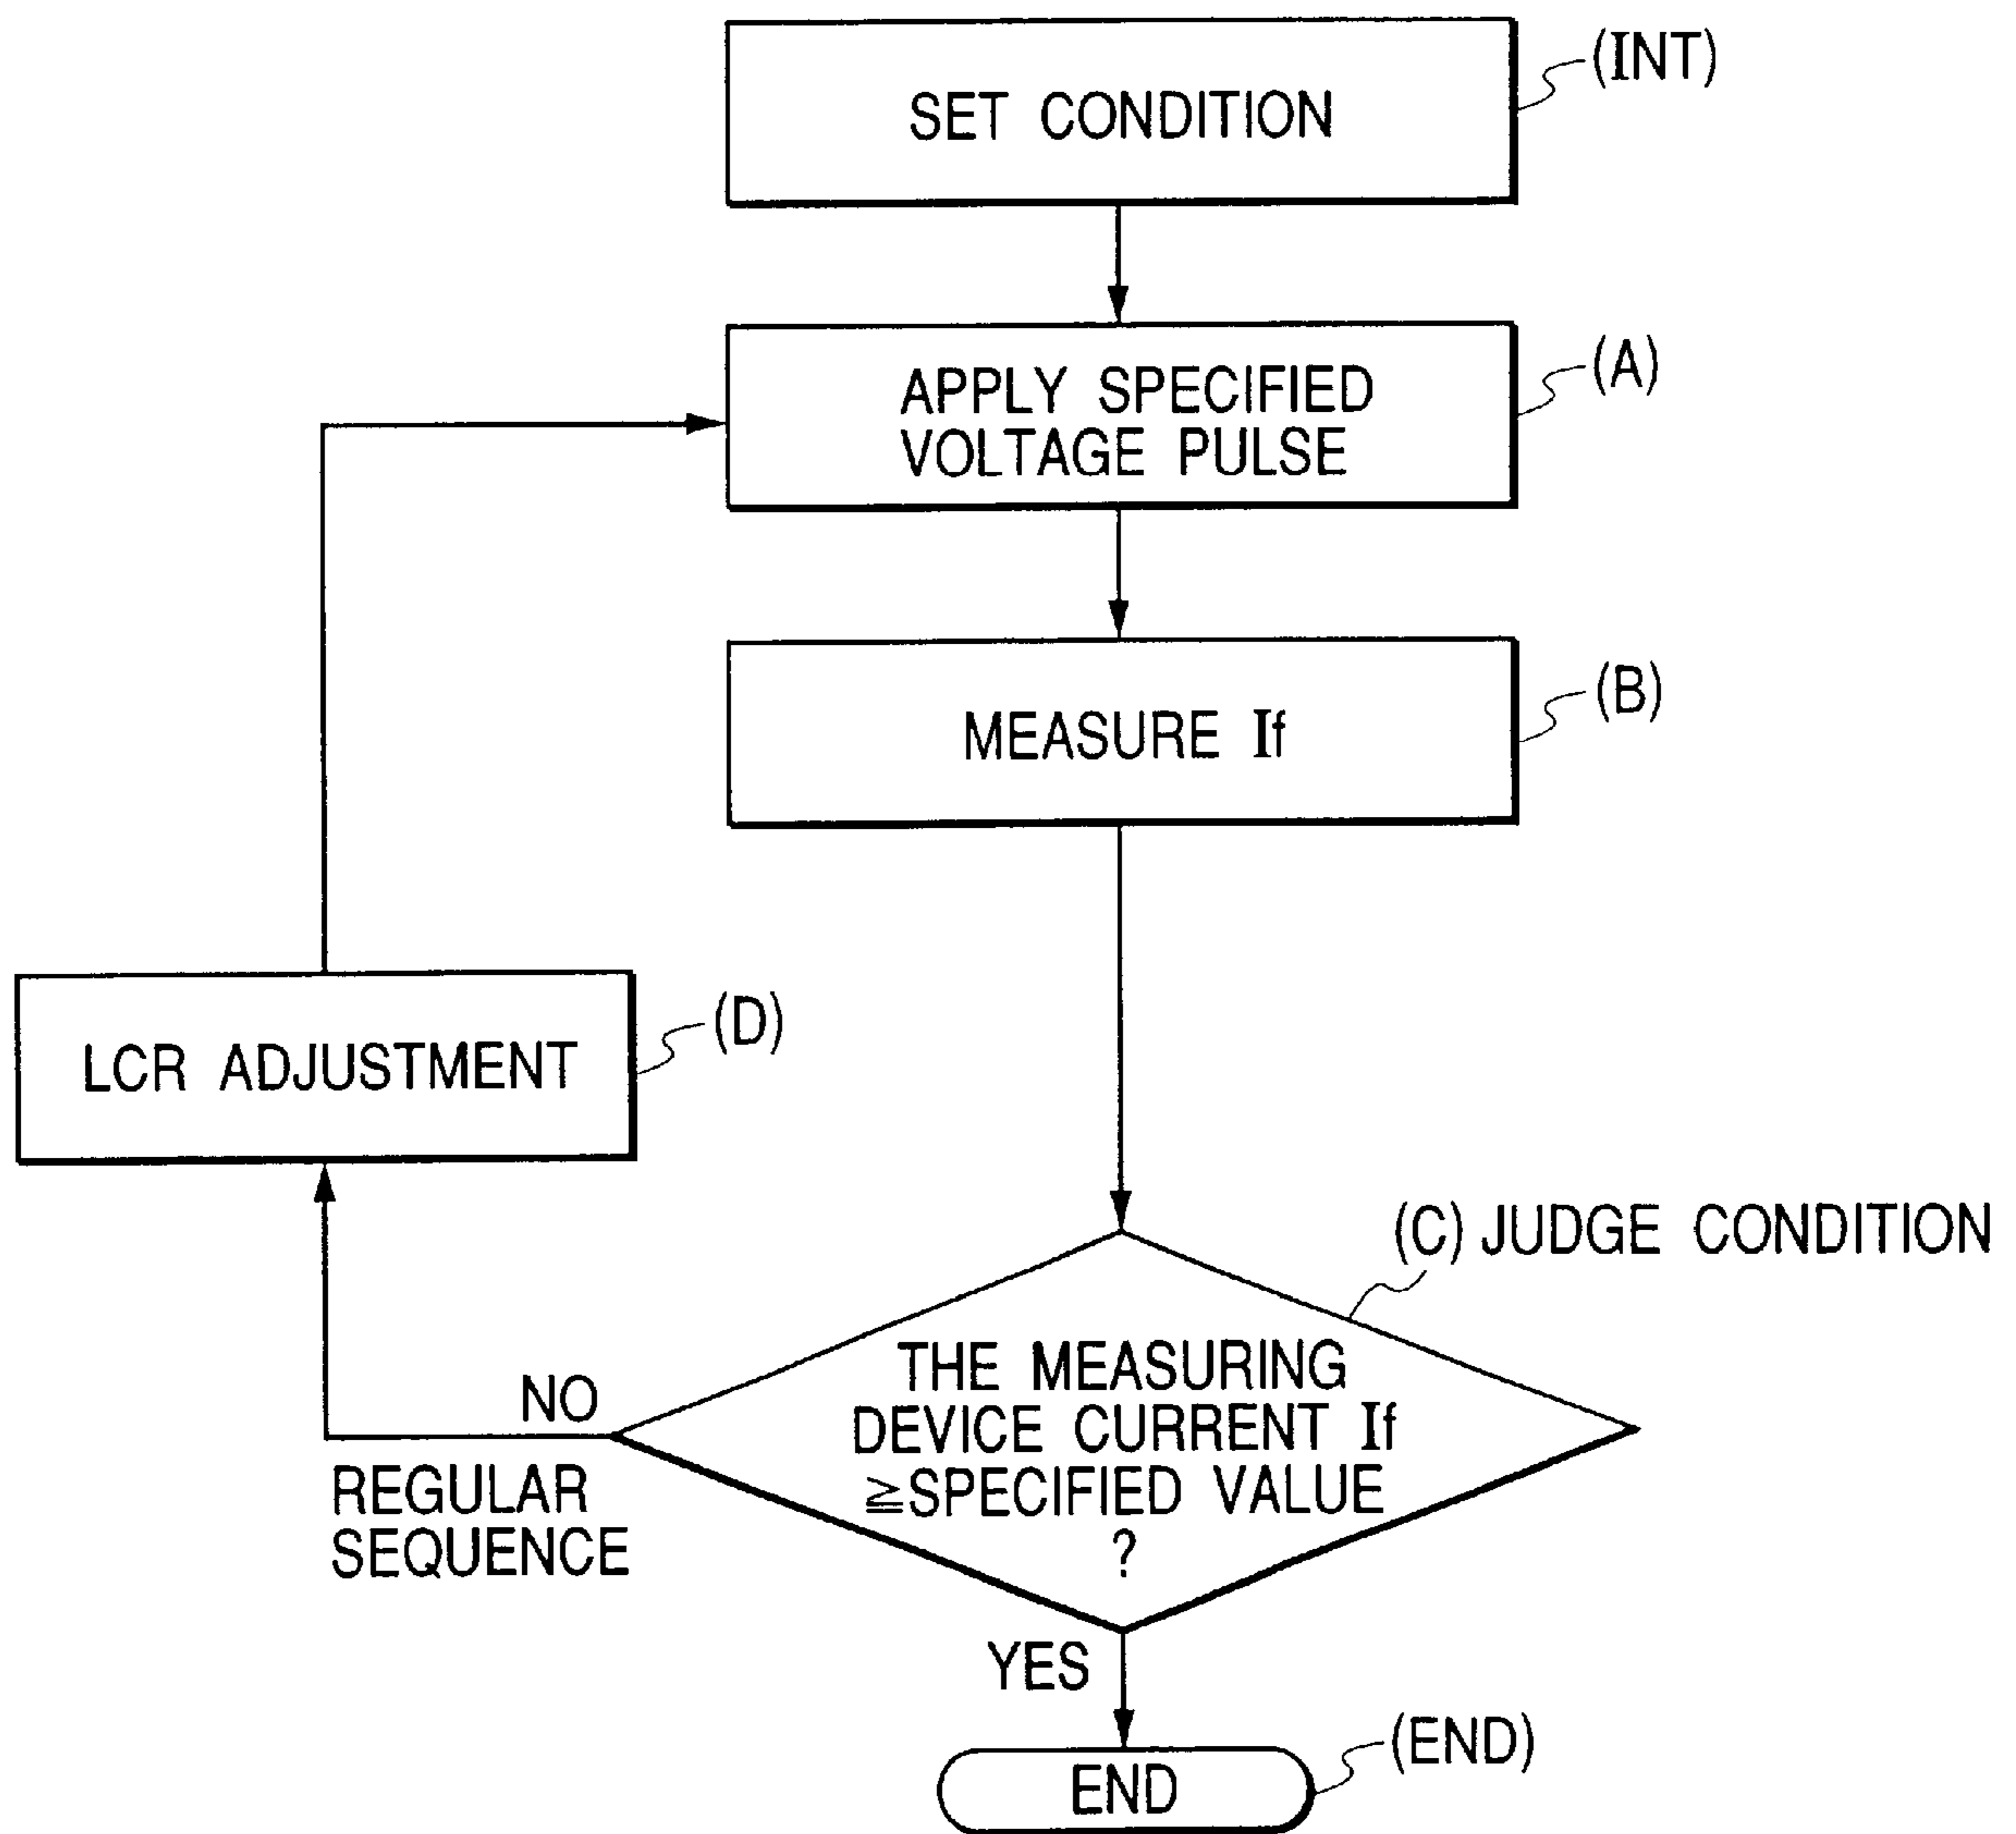 SET CONDITION
(INT)
APPLY SPECIFIED
VOLTAGE PULSE
(A)
MEASURE If
(B)
LCR ADJUSTMENT
(D)
(C) JUDGE CONDITION
THE MEASURING
DEVICE CURRENT If
≧SPECIFIED VALUE
?
NO
REGULAR
SEQUENCE
YES
END
(END)